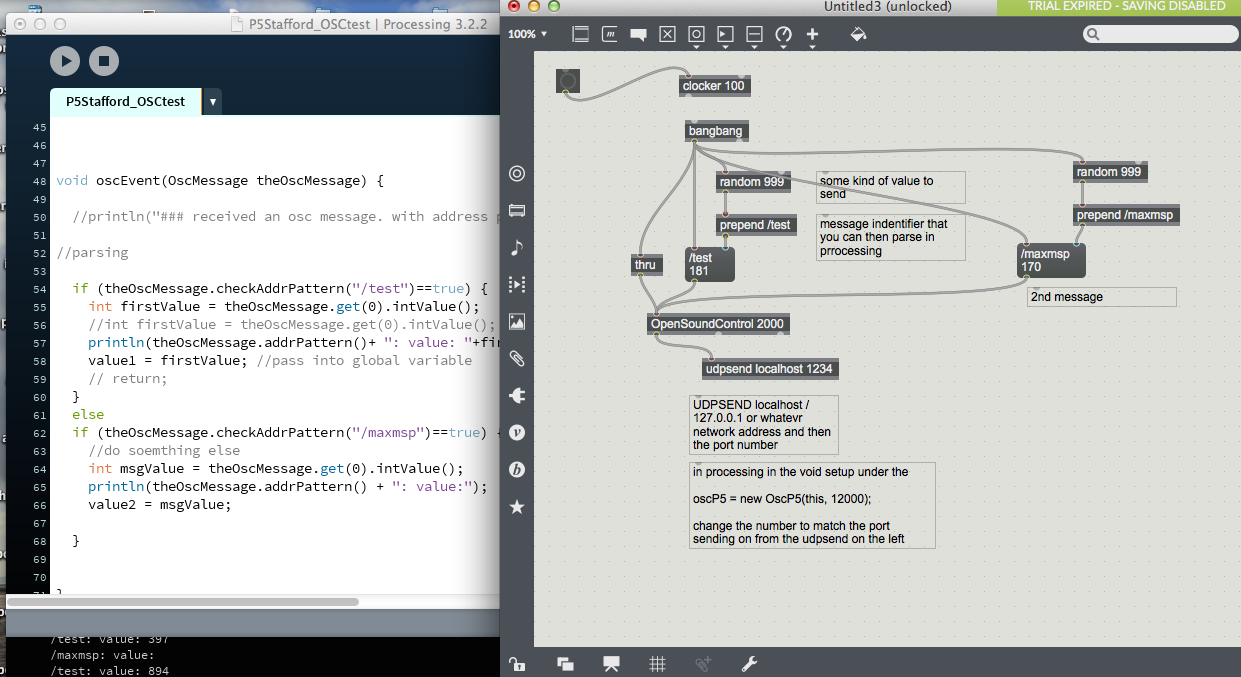 P5Stafford_OSCtest | Processing 3.2.2
P5Stafford_OSCtest
45
46
47
48 void oscEvent(OscMessage theOscMessage) {
49
50 //println("### received an osc message. with address p
51
52 //parsing
53
54 if (theOscMessage.checkAddrPattern("/test")==true) {
55 int firstValue = theOscMessage.get(0).intValue();
56 //int firstValue = theOscMessage.get(0).intValue();
57 println(theOscMessage.addrPattern()+ ": value: "+fir
58 value1 = firstValue; //pass into global variable
59 // return;
60 }
61 else
62 if (theOscMessage.checkAddrPattern("/maxmsp")==true) {
63 //do soemthing else
64 int msgValue = theOscMessage.get(0).intValue();
65 println(theOscMessage.addrPattern() + ": value:");
66 value2 = msgValue;
67
68 }
69
70
71 }
/test: value: 397
/maxmsp: value:
/test: value: 894
Untitled3 (unlocked)
TRIAL EXPIRED - SAVING DISABLED
100%
clocker 100
bangbang
random 999
some kind of value to
send
random 999
prepend /test
message indentifier that
you can then parse in
prrocessing
prepend /maxmsp
thru
/test
181
/maxmsp
170
2nd message
OpenSoundControl 2000
udpsend localhost 1234
UDPSEND localhost /
127.0.0.1 or whatevr
network address and then
the port number
in processing in the void setup under the
oscP5 = new OscP5(this, 12000);
change the number to match the port
sending on from the udpsend on the left